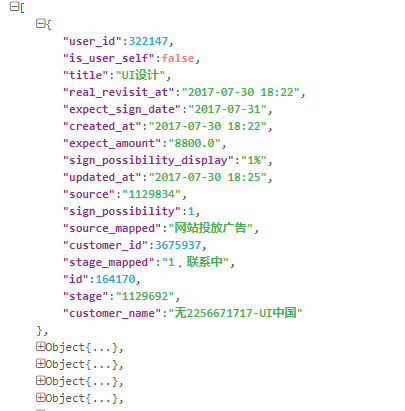 [
{
"user_id":322147,
"is_user_self":false,
"title":"UI设计",
"real_revisit_at":"2017-07-30 18:22",
"expect_sign_date":"2017-07-31",
"created_at":"2017-07-30 18:22",
"expect_amount":"8800.0",
"sign_possibility_display":"1%",
"updated_at":"2017-07-30 18:25",
"source":"1129834",
"sign_possibility":1,
"source_mapped":"网站投放广告",
"customer_id":3675937,
"stage_mapped":"1，联系中",
"id":164170,
"stage":"1129692",
"customer_name":"无2256671717-UI中国"
},
Object{...},
Object{...},
Object{...},
Object{...},